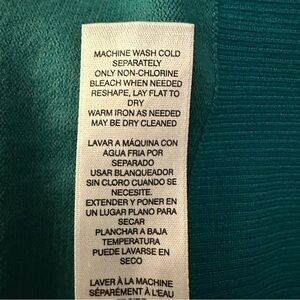 MACHINE WASH COLD
SEPARATELY
ONLY NON-CHLORINE
BLEACH WHEN NEEDED
RESHAPE, LAY FLAT TO
DRY
WARM IRON AS NEEDED
MAY BE DRY CLEANED
LAVAR A MÁQUINA CON
AGUA FRIA POR
SEPARADO
USAR BLANQUEADOR
SIN CLORO CUANDO SE
NECESITE.
EXTENDER Y PONER EN
UN LUGAR PLANO PARA
SECAR
PLANCHAR A BAJA
TEMPERATURA
PUEDE LAVARSE EN
SECO
LAVER À LA MACHINE
SÉPARÉMENT À L'EAU